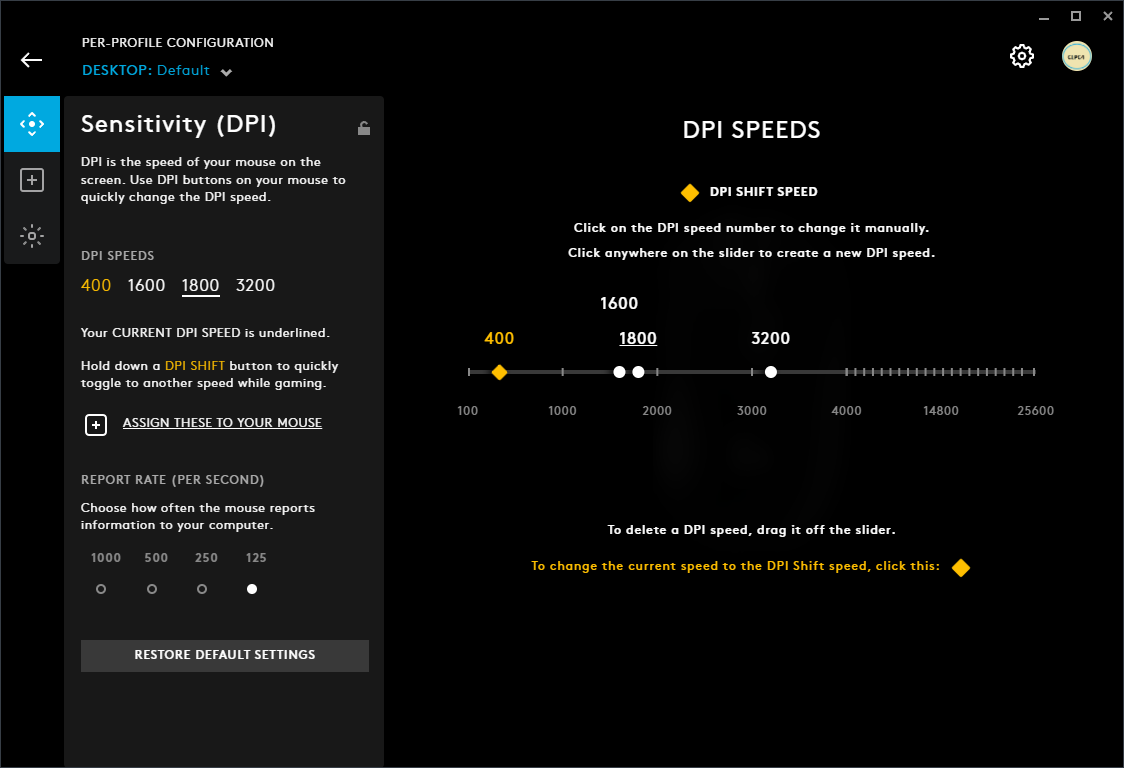 PER-PROFILE CONFIGURATION
DESKTOP: Default
Sensitivity (DPI)
DPI is the speed of your mouse on the
screen. Use DPI buttons on your mouse to
quickly change the DPI speed.
DPI SPEEDS
400 1600 1800 3200
Your CURRENT DPI SPEED is underlined.
Hold down a DPI SHIFT button to quickly
toggle to another speed while gaming.
ASSIGN THESE TO YOUR MOUSE
REPORT RATE (PER SECOND)
Choose how often the mouse reports
information to your computer.
1000 500 250 125
RESTORE DEFAULT SETTINGS
DPI SPEEDS
DPI SHIFT SPEED
Click on the DPI speed number to change it manually.
Click anywhere on the slider to create a new DPI speed.
1600
400 1800 3200
100 1000 2000 3000 4000 14800 25600
To delete a DPI speed, drag it off the slider.
To change the current speed to the DPI Shift speed, click this: